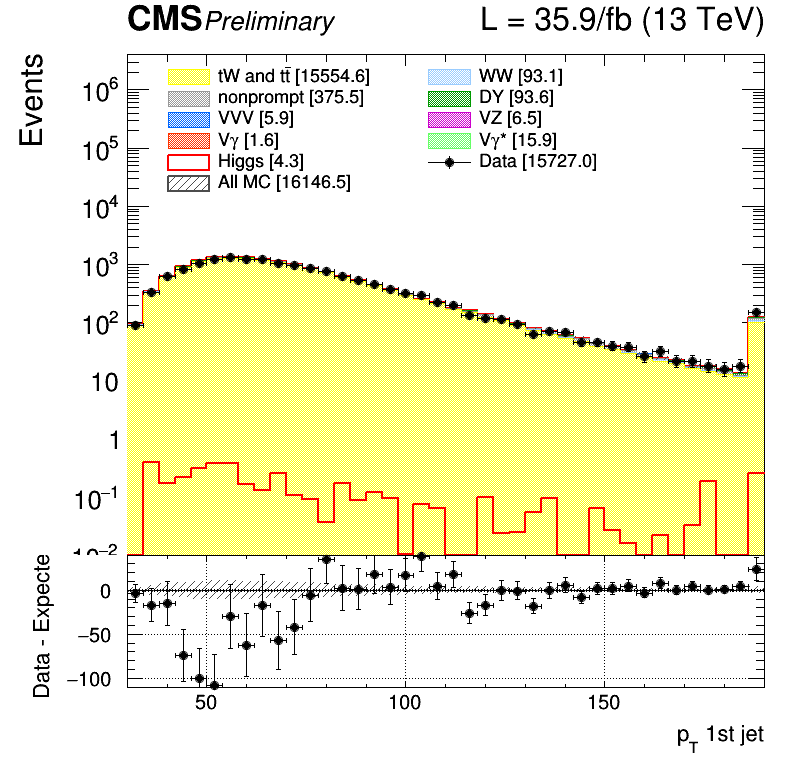 CMS Preliminary L = 35.9/fb (13 TeV)
Events
tW and tt̄ [15554.6] WW [93.1]
nonprompt [375.5] DY [93.6]
VVV [5.9] VZ [6.5]
Vγ [1.6] Vγ* [15.9]
Higgs [4.3] Data [15727.0]
All MC [16146.5]
10⁶
10⁵
10⁴
10³
10²
10
1
10⁻¹
10⁻²
Data - Expecte
0
−50
−100
50 100 150
p_T 1st jet